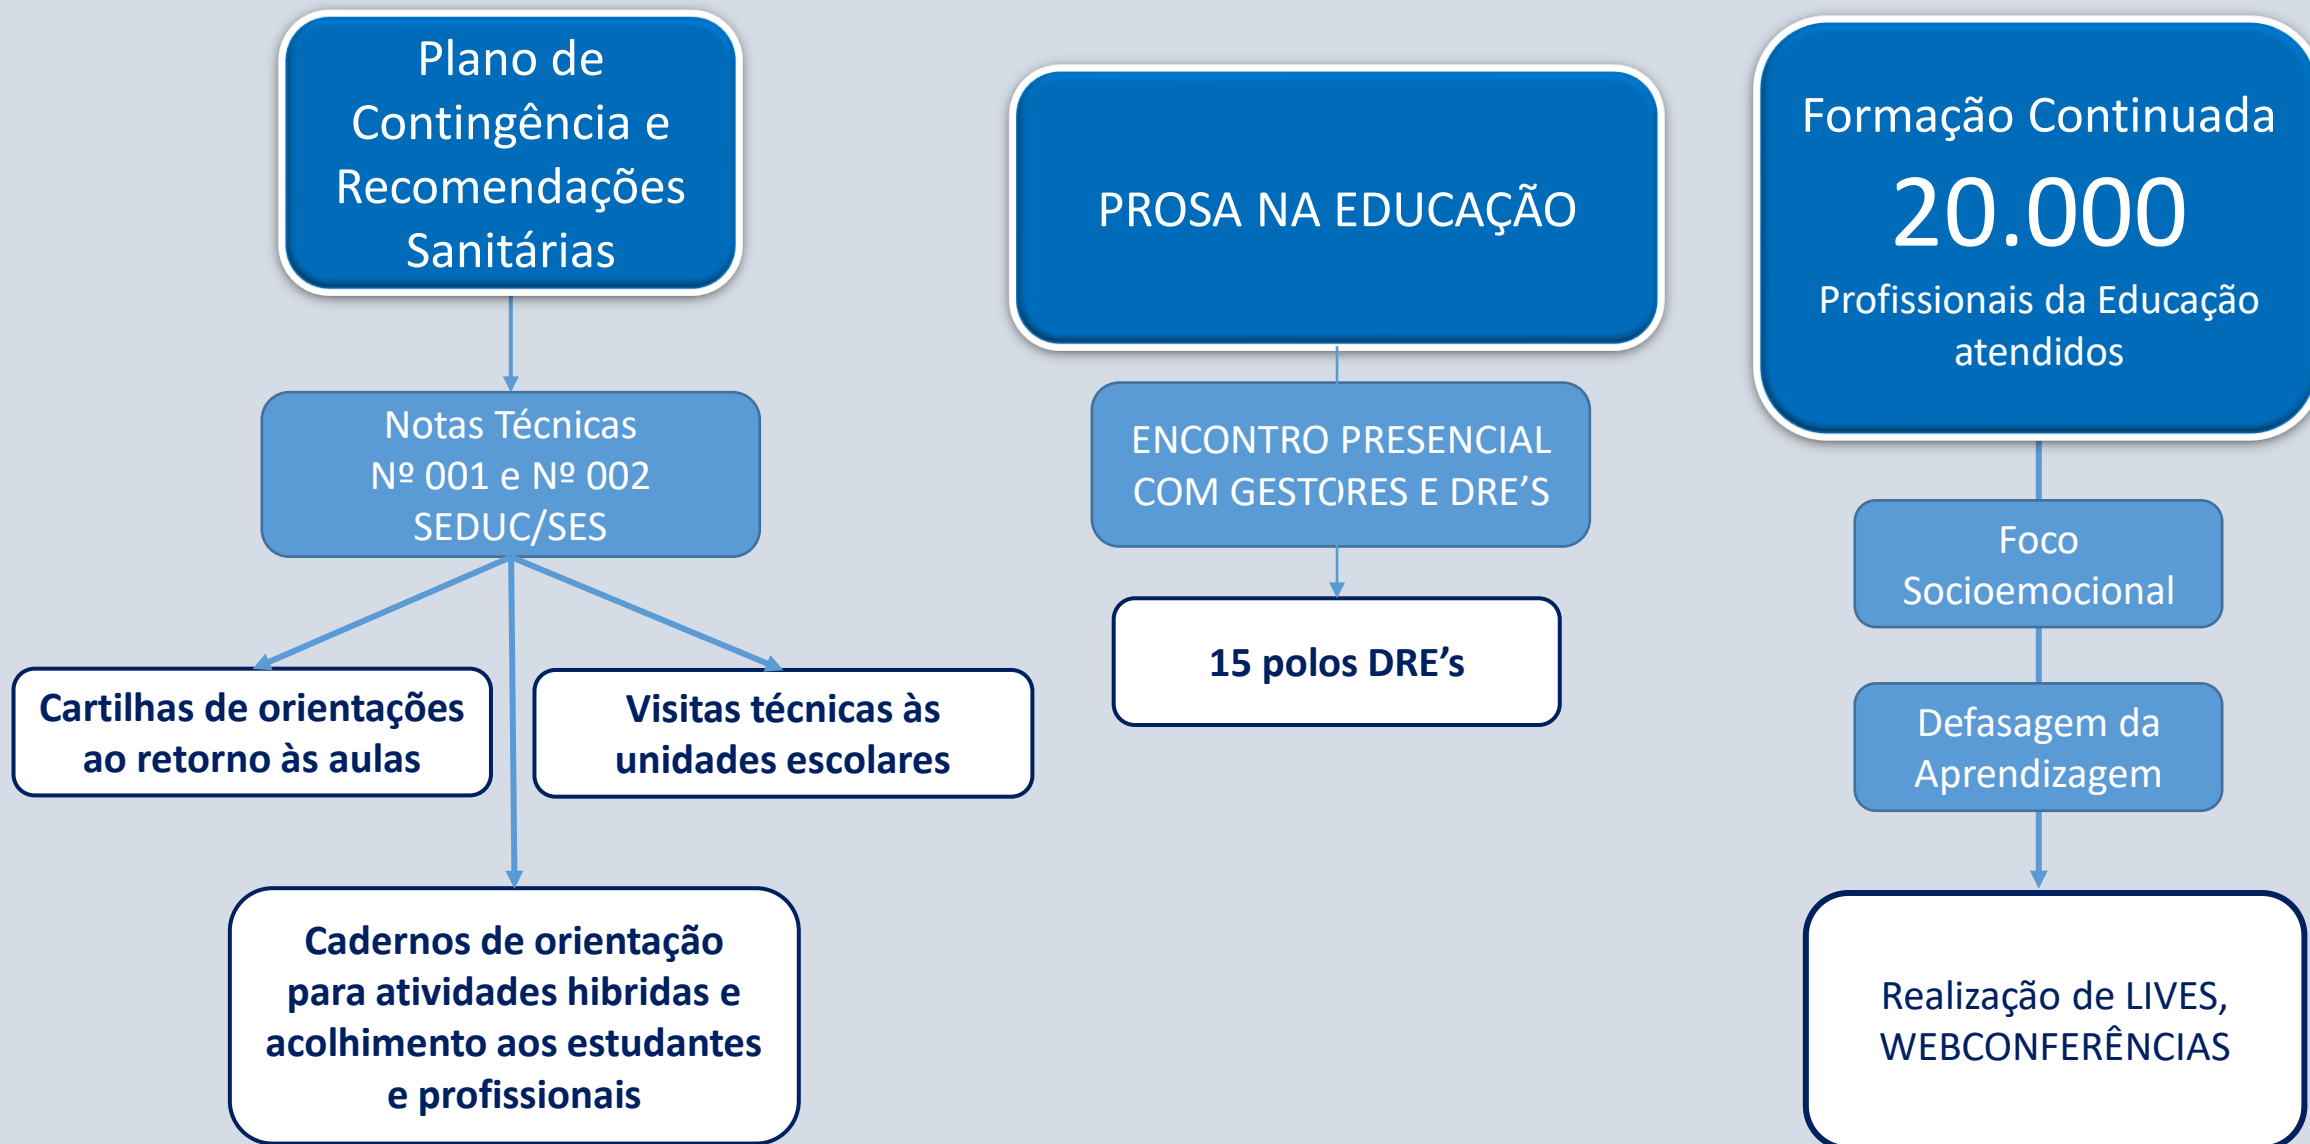 Plano de
Contingência e
Recomendações
Sanitárias
Notas Técnicas
Nº 001 e Nº 002
SEDUC/SES
Cartilhas de orientações
ao retorno às aulas
Visitas técnicas às
unidades escolares
Cadernos de orientação
para atividades hibridas e
acolhimento aos estudantes
e profissionais
PROSA NA EDUCAÇÃO
ENCONTRO PRESENCIAL
COM GESTORES E DRE’S
15 polos DRE’s
Formação Continuada
20.000
Profissionais da Educação
atendidos
Foco
Socioemocional
Defasagem da
Aprendizagem
Realização de LIVES,
WEBCONFERÊNCIAS